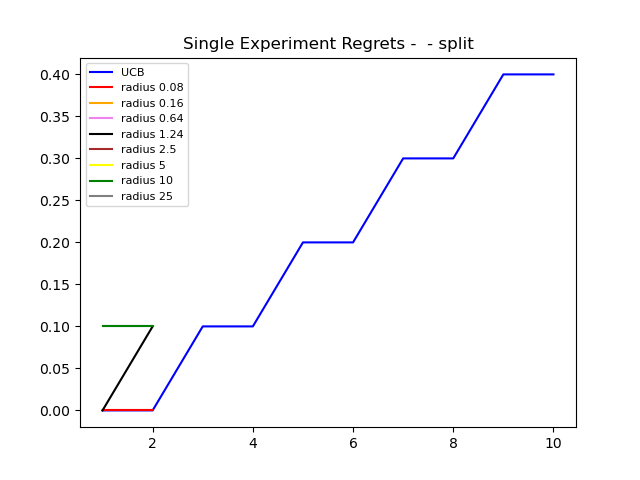 Single Experiment Regrets -  - split
0.40
0.35
0.30
0.25
0.20
0.15
0.10
0.05
0.00
UCB
radius 0.08
radius 0.16
radius 0.64
radius 1.24
radius 2.5
radius 5
radius 10
radius 25
2
4
6
8
10